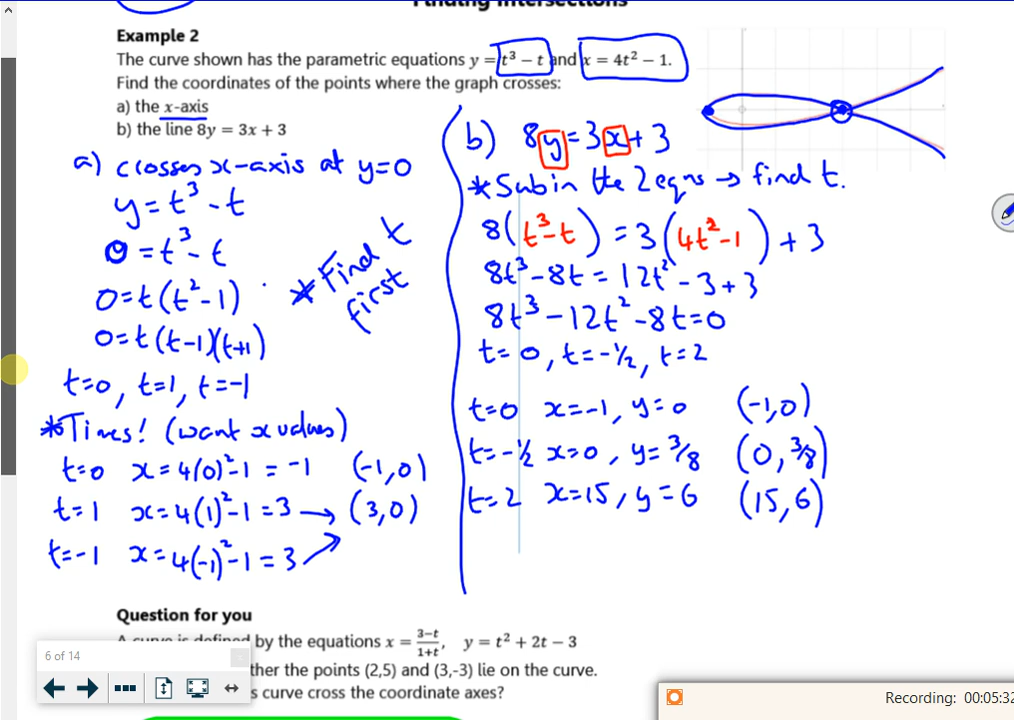 Finding Intersections
Example 2
The curve shown has the parametric equations y = t³ − t and x = 4t² − 1.
Find the coordinates of the points where the graph crosses:
a) the x-axis
b) the line 8y = 3x + 3
a) crosses x-axis at y=0
y = t³ - t
0 = t³ - t
0 = t(t² - 1)
0 = t(t-1)(t+1)
t=0, t=1, t=-1
* Find t
first
*Times! (want x values)
t=0 x = 4(0)²-1 = -1 (-1,0)
t=1 x = 4(1)²-1 = 3 → (3,0)
t=-1 x = 4(-1)²-1 = 3
b) 8y = 3x + 3
*Sub in the 2 eqns → find t.
8(t³-t) = 3(4t²-1) + 3
8t³ - 8t = 12t² - 3 + 3
8t³ - 12t² - 8t = 0
t = 0, t = -½, t = 2
t=0 x=-1, y=0 (-1,0)
t=-½ x=0, y=3/8 (0, 3/8)
t=2 x=15, y=6 (15,6)
Question for you
by the equations x = (3−t)/(1+t), y = t² + 2t − 3
ther the points (2,5) and (3,-3) lie on the curve.
s curve cross the coordinate axes?
6 of 14
Recording: 00:05:32